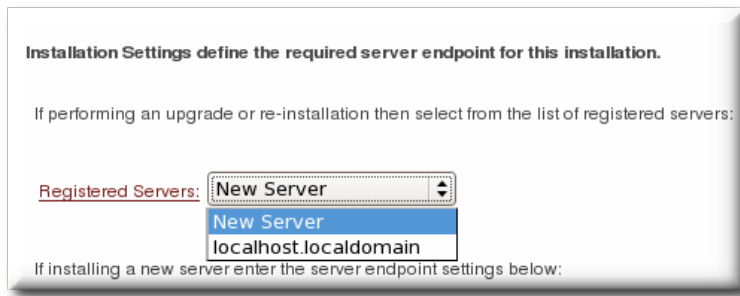 Installation Settings define the required server endpoint for this installation.
If performing an upgrade or re-installation then select from the list of registered servers:
Registered Servers: New Server
New Server
localhost.localdomain
If installing a new server enter the server endpoint settings below: